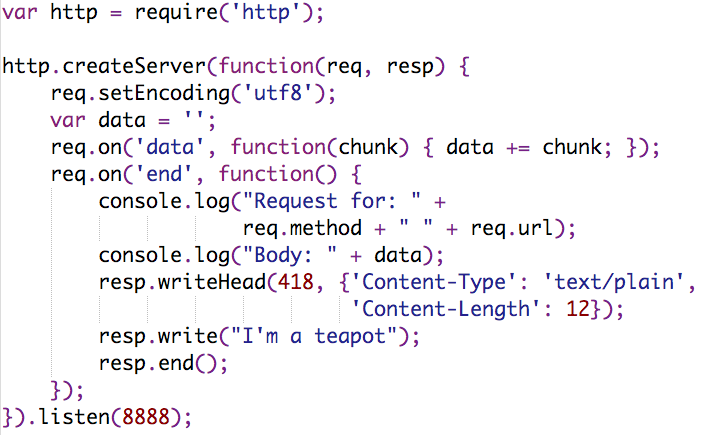 var http = require('http');

http.createServer(function(req, resp) {
    req.setEncoding('utf8');
    var data = '';
    req.on('data', function(chunk) { data += chunk; });
    req.on('end', function() {
        console.log("Request for: " +
                    req.method + " " + req.url);
        console.log("Body: " + data);
        resp.writeHead(418, {'Content-Type': 'text/plain',
                             'Content-Length': 12});
        resp.write("I'm a teapot");
        resp.end();
    });
}).listen(8888);